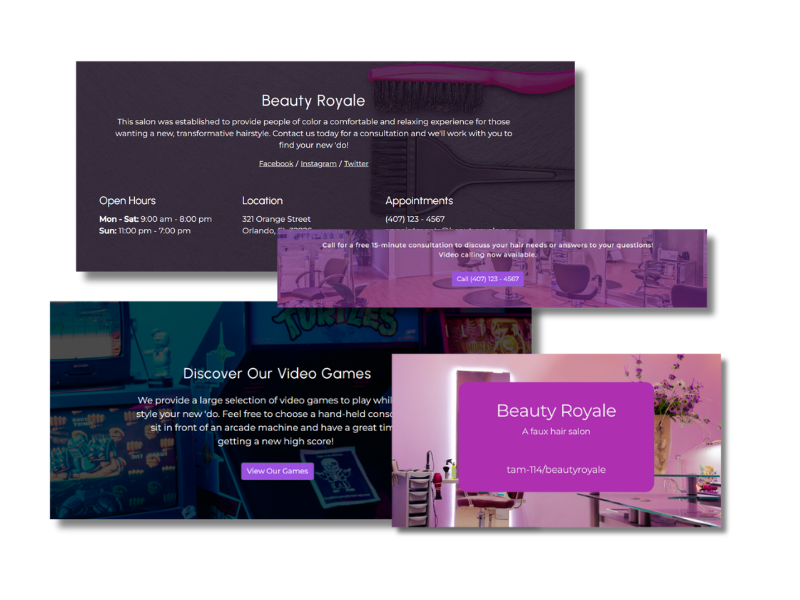 Beauty Royale
This salon was established to provide people of color a comfortable and relaxing experience for those
wanting a new, transformative hairstyle. Contact us today for a consultation and we'll work with you to
find your new 'do!
Facebook / Instagram / Twitter
Open Hours
Mon - Sat: 9:00 am - 8:00 pm
Sun: 11:00 pm - 7:00 pm
Location
321 Orange Street
Orlando, FL
Appointments
(407) 123 - 4567
Call for a free 15-minute consultation to discuss your hair needs or answers to your questions!
Video calling now available.
Call (407) 123 - 4567
TURTLES
Discover Our Video Games
We provide a large selection of video games to play whil
style your new 'do. Feel free to choose a hand-held conso
sit in front of an arcade machine and have a great tim
getting a new high score!
View Our Games
Beauty Royale
A faux hair salon
tam-114/beautyroyale